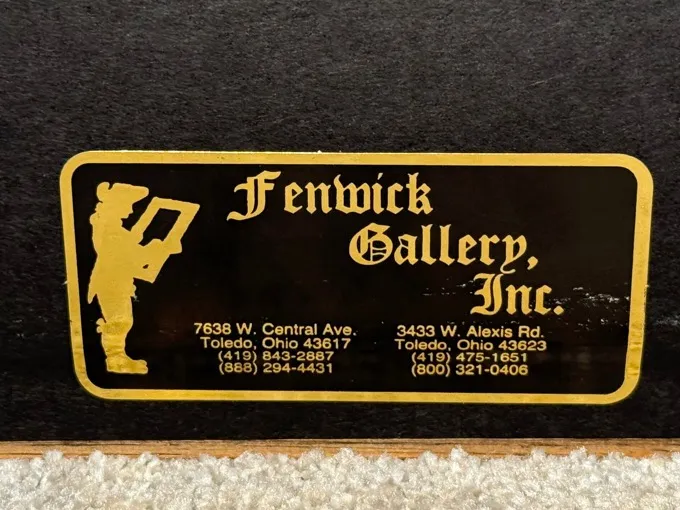 Fenwick
Gallery,
Inc.
7638 W. Central Ave.
Toledo, Ohio 43617
(419) 843-2887
(888) 294-4431
3433 W. Alexis Rd.
Toledo, Ohio 43623
(419) 475-1651
(800) 321-0406